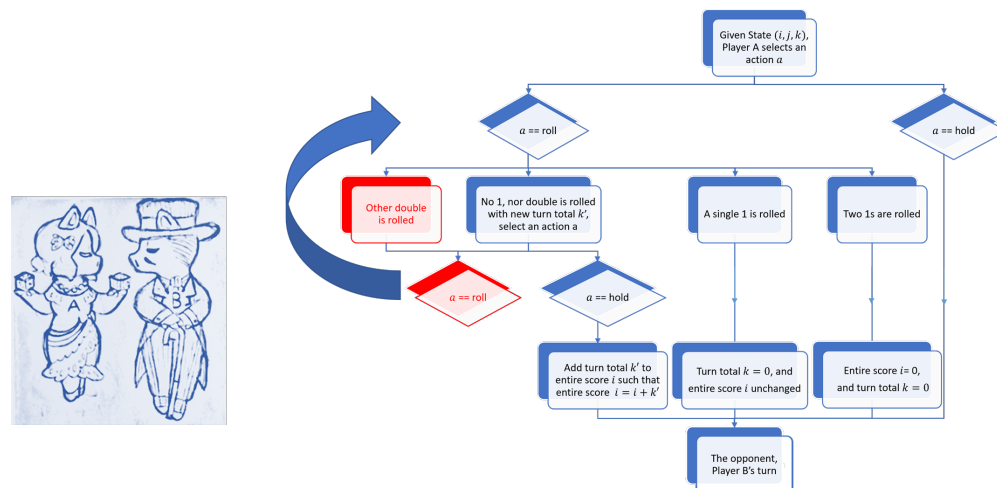 Given State (i, j, k),
Player A selects an
action a
a == roll
a == hold
Other double
is rolled
No 1, nor double is rolled
with new turn total k′,
select an action a
A single 1 is rolled
Two 1s are rolled
a == roll
a == hold
Add turn total k′ to
entire score i such that
entire score i = i + k′
Turn total k = 0, and
entire score i unchanged
Entire score i= 0,
and turn total k = 0
The opponent,
Player B’s turn
A
B